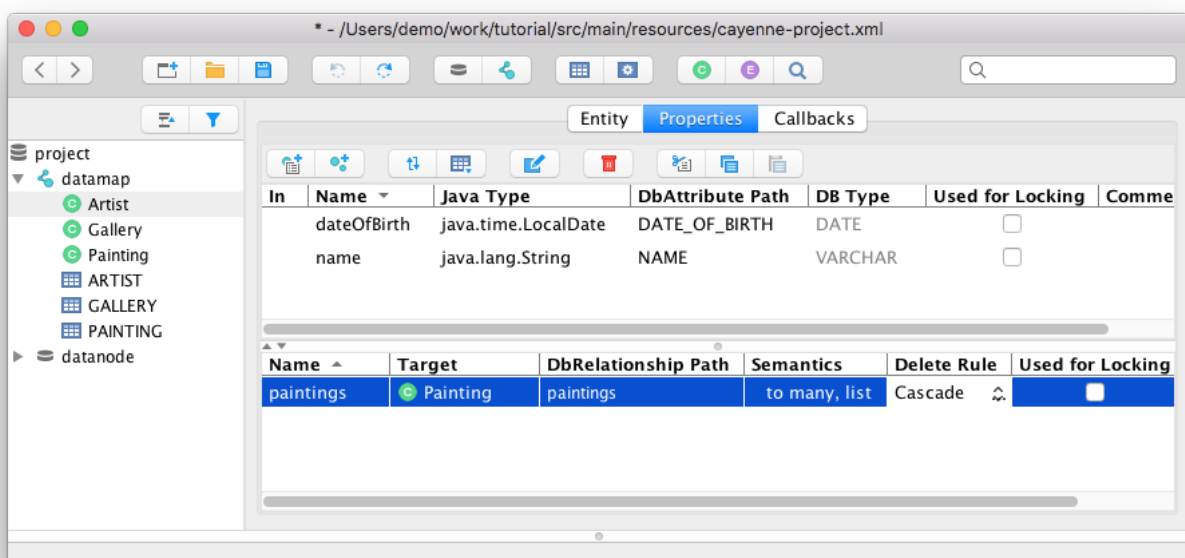 * - /Users/demo/work/tutorial/src/main/resources/cayenne-project.xml
C E
Entity Properties Callbacks
project
datamap
C Artist
C Gallery
C Painting
ARTIST
GALLERY
PAINTING
datanode
In Name Java Type DbAttribute Path DB Type Used for Locking Comme
dateOfBirth java.time.LocalDate DATE_OF_BIRTH DATE
name java.lang.String NAME VARCHAR
Name Target DbRelationship Path Semantics Delete Rule Used for Locking
paintings C Painting paintings to many, list Cascade